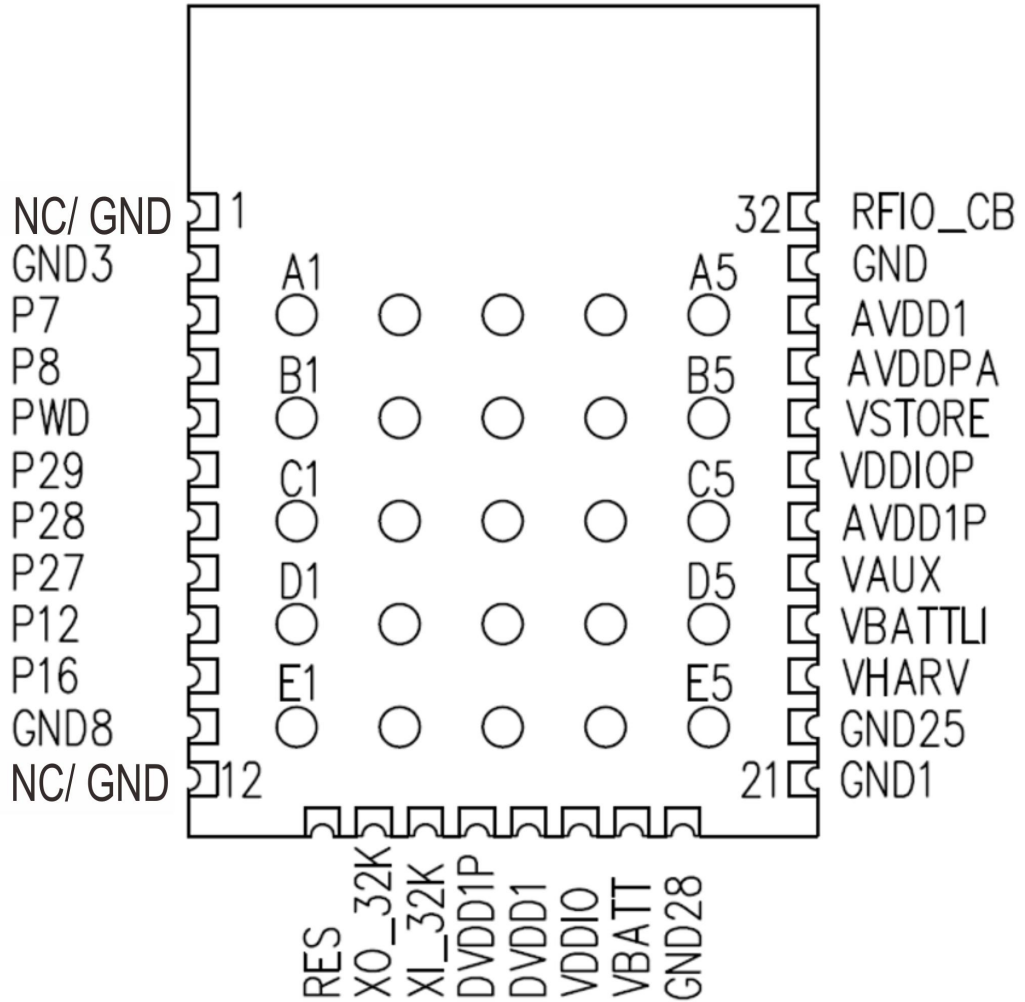 NC/ GND 1 32 RFIO_CB
GND3 GND
A1 A5
P7 AVDD1
P8 AVDDPA
B1 B5
PWD VSTORE
P29 VDDIOP
C1 C5
P28 AVDD1P
P27 VAUX
D1 D5
P12 VBATTLI
P16 VHARV
E1 E5
GND8 GND25
NC/ GND 12 21 GND1
RES
XO_32K
XI_32K
DVDD1P
DVDD1
VDDIO
VBATT
GND28